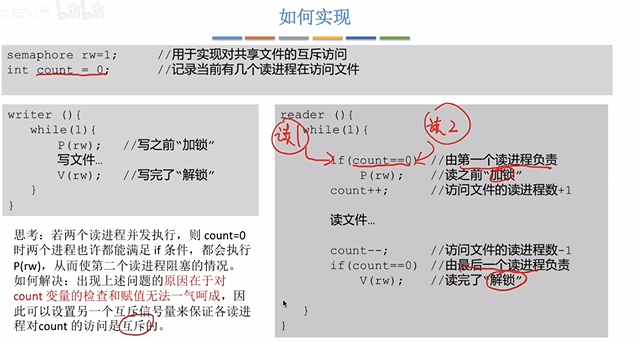 bilibili
如何实现
semaphore rw=1; //用于实现对共享文件的互斥访问
int count = 0; //记录当前有几个读进程在访问文件
writer (){
while(1){
P(rw); //写之前“加锁”
写文件…
V(rw); //写完了“解锁”
}
}
思考：若两个读进程并发执行，则 count=0
时两个进程也许都能满足 if 条件，都会执行
P(rw)，从而使第二个读进程阻塞的情况。
如何解决：出现上述问题的原因在于对
count 变量的检查和赋值无法一气呵成，因
此可以设置另一个互斥信号量来保证各读进
程对count 的访问是互斥的。
reader (){
while(1){
读1
读2
if(count==0) //由第一个读进程负责
P(rw); //读之前“加锁”
count++; //访问文件的读进程数+1
读文件…
count--; //访问文件的读进程数-1
if(count==0) //由最后一个读进程负责
V(rw); //读完了“解锁”
}
}